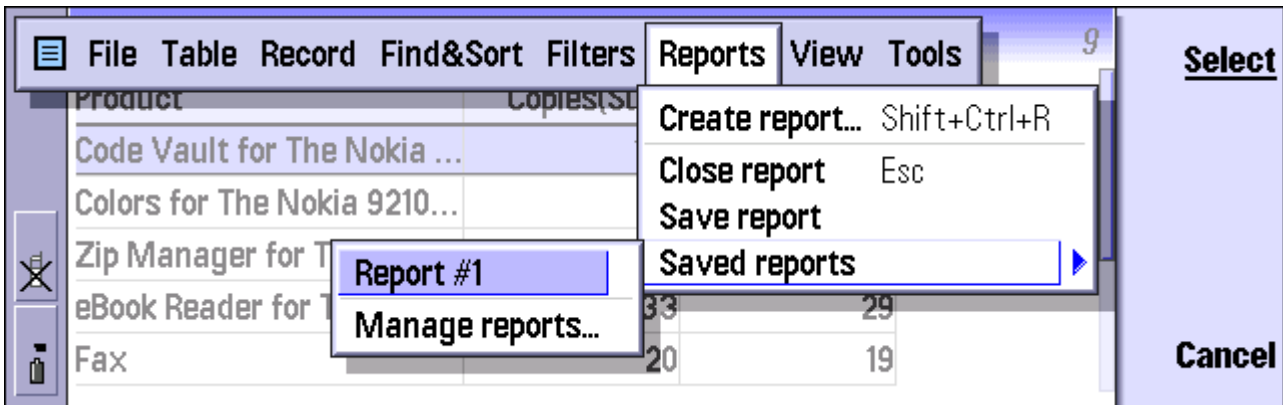 File Table Record Find&Sort Filters Reports View Tools
9
Select
Product Copies(S
Create report... Shift+Ctrl+R
Code Vault for The Nokia ...
Close report Esc
Colors for The Nokia 9210...
Save report
Zip Manager for T
Report #1
Saved reports
eBook Reader for T
33 29
Manage reports...
Fax 20 19
Cancel